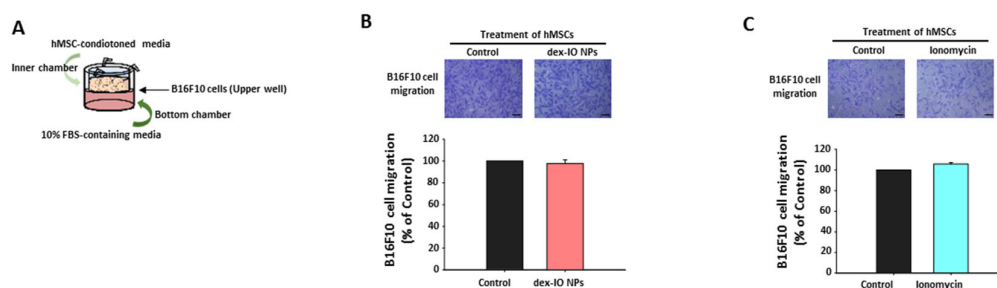 A
hMSC-condiotoned media
Inner chamber
B16F10 cells (Upper well)
Bottom chamber
10% FBS-containing media
B
Treatment of hMSCs
Control dex-IO NPs
B16F10 cell
migration
B16F10 cell migration
(% of Control)
120
100
80
60
40
20
0
Control dex-IO NPs
C
Treatment of hMSCs
Control Ionomycin
B16F10 cell
migration
B16F10 cell migration
(% of Control)
120
100
80
60
40
20
0
Control Ionomycin